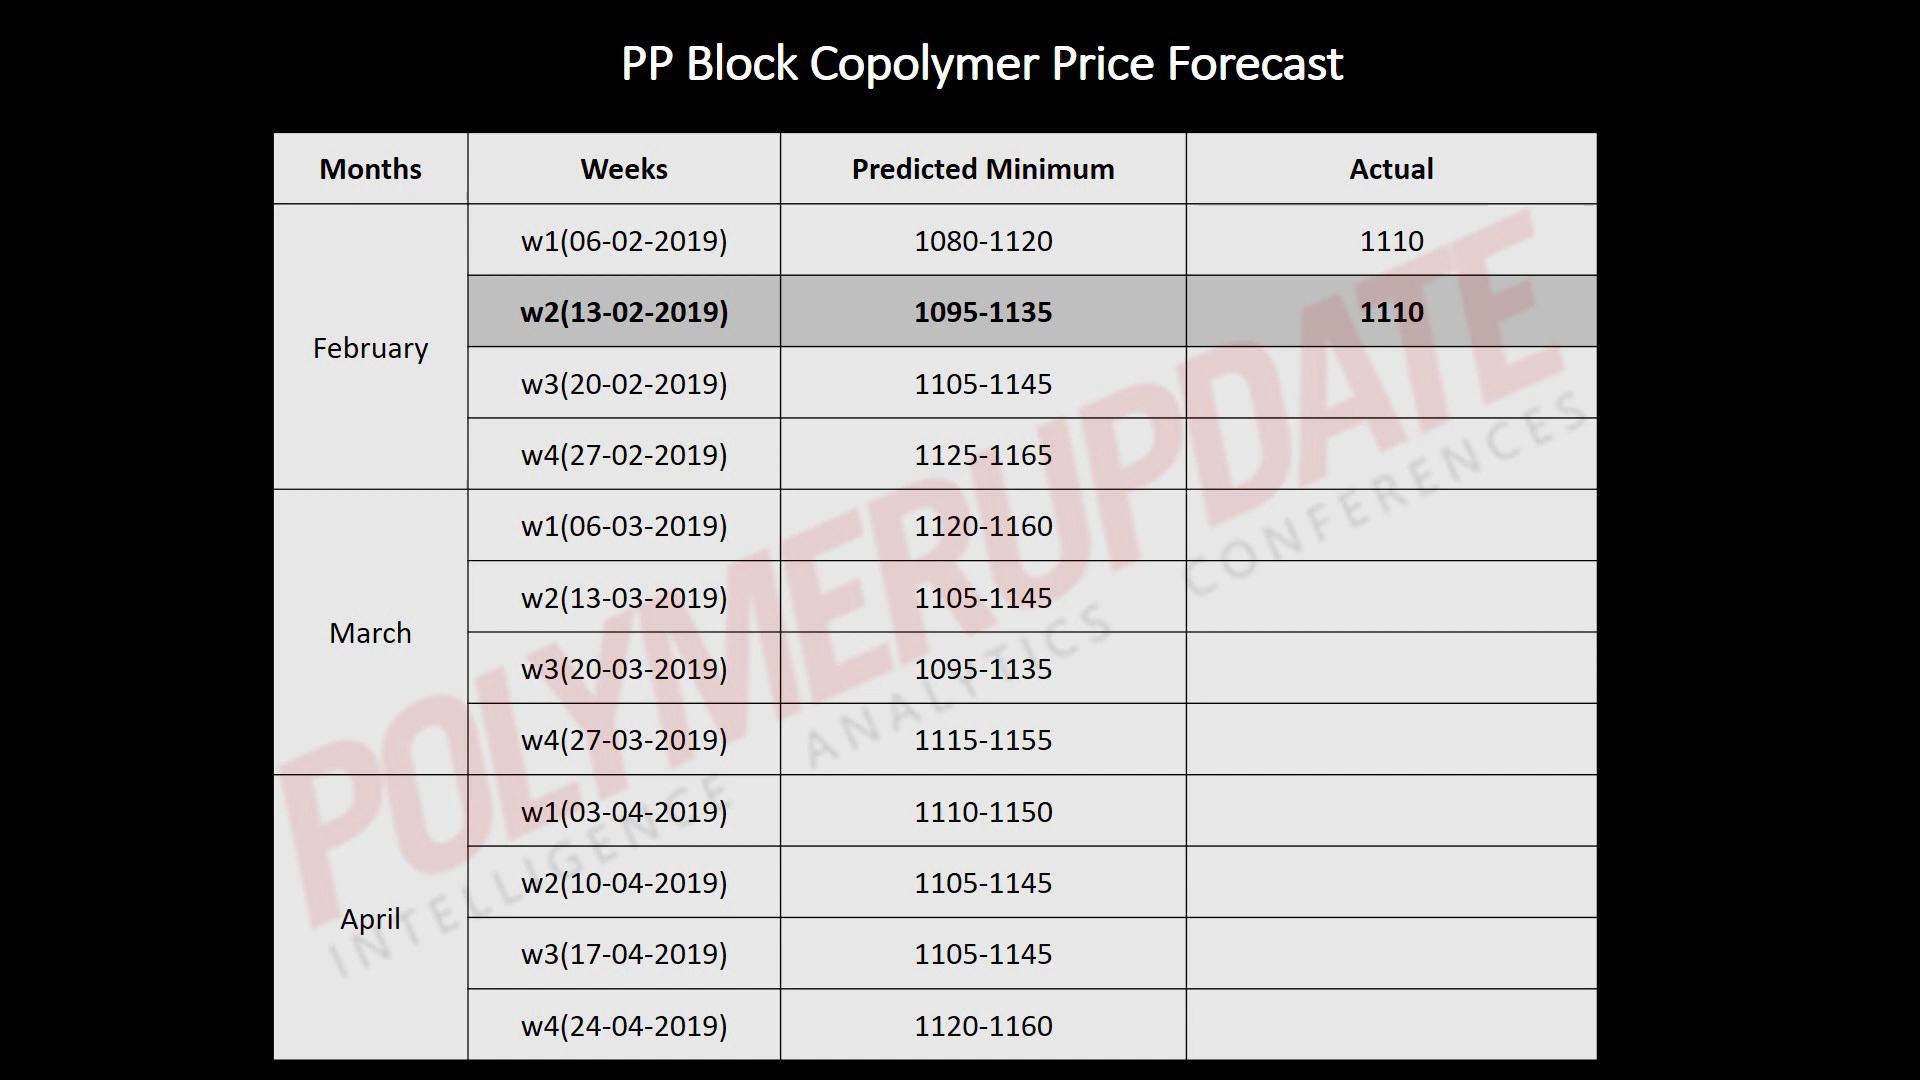 PP Block Copolymer Price Forecast
Months Weeks Predicted Minimum Actual
February
w1(06-02-2019) 1080-1120 1110
w2(13-02-2019) 1095-1135 1110
w3(20-02-2019) 1105-1145
w4(27-02-2019) 1125-1165
March
w1(06-03-2019) 1120-1160
w2(13-03-2019) 1105-1145
w3(20-03-2019) 1095-1135
w4(27-03-2019) 1115-1155
April
w1(03-04-2019) 1110-1150
w2(10-04-2019) 1105-1145
w3(17-04-2019) 1105-1145
w4(24-04-2019) 1120-1160
POLYMERUPDATE
INTELLIGENCE ANALYTICS CONFERENCES